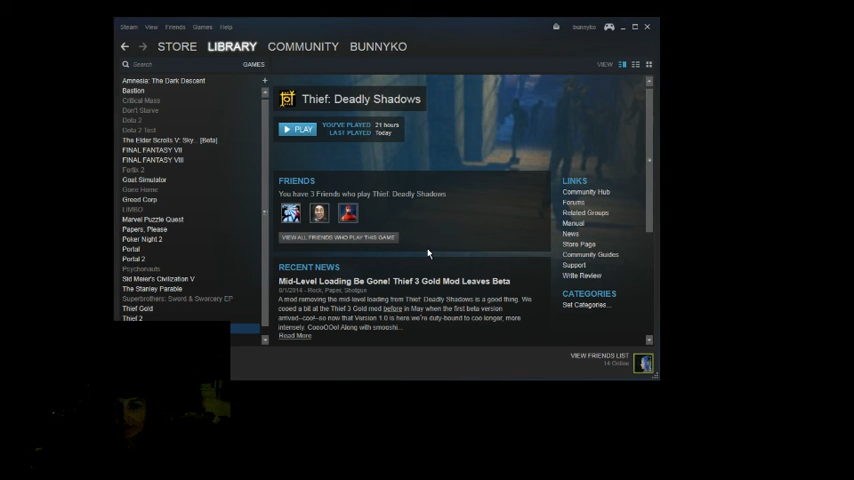 Steam View Friends Games Help
bunnyko
STORE LIBRARY COMMUNITY BUNNYKO
Search GAMES
VIEW
Amnesia: The Dark Descent
Bastion
Critical Mass
Don't Starve
Dota 2
Dota 2 Test
The Elder Scrolls V: Sky... [Beta]
FINAL FANTASY VII
FINAL FANTASY VIII
Fortix 2
Goat Simulator
Gone Home
Greed Corp
LIMBO
Marvel Puzzle Quest
Papers, Please
Poker Night 2
Portal
Portal 2
Psychonauts
Sid Meier's Civilization V
The Stanley Parable
Superbrothers: Sword & Sworcery EP
Thief Gold
Thief 2
Thief: Deadly Shadows
PLAY
YOU'VE PLAYED 21 hours
LAST PLAYED Today
FRIENDS
You have 3 Friends who play Thief: Deadly Shadows
VIEW ALL FRIENDS WHO PLAY THIS GAME
RECENT NEWS
Mid-Level Loading Be Gone! Thief 3 Gold Mod Leaves Beta
8/1/2014 - Rock, Paper, Shotgun
A mod removing the mid-level loading from Thief: Deadly Shadows is a good thing. We
cooed a bit at the Thief 3 Gold mod before in May when the first beta version
arrived–coo!–so now that Version 1.0 is here we're duty-bound to coo longer, more
intensely. CooooOOo! Along with smooshi...
Read More
LINKS
Community Hub
Forums
Related Groups
Manual
News
Store Page
Community Guides
Support
Write Review
CATEGORIES
Set Categories...
VIEW FRIENDS LIST
14 Online